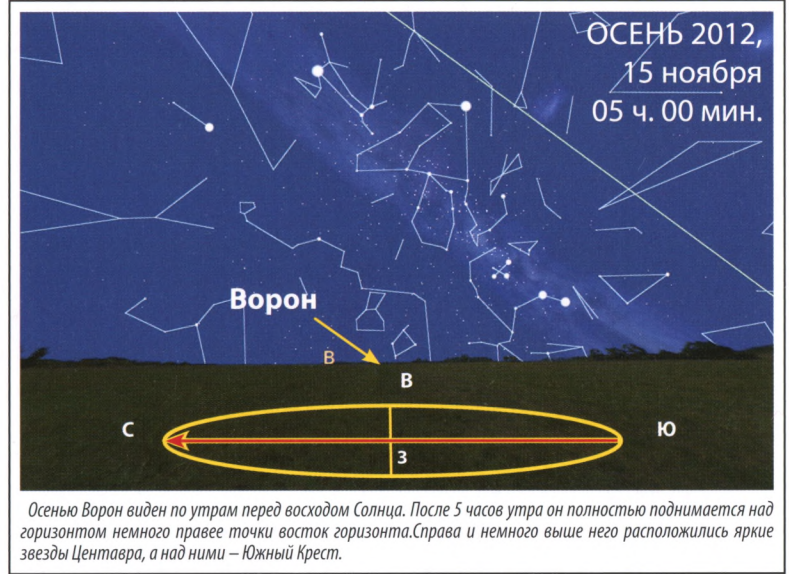 ОСЕНЬ 2012,
15 ноября
05 ч. 00 мин.
Ворон
В
В
С
Ю
З
Осенью Ворон виден по утрам перед восходом Солнца. После 5 часов утра он полностью поднимается над
горизонтом немного правее точки восток горизонта.Справа и немного выше него расположились яркие
звезды Центавра, а над ними – Южный Крест.